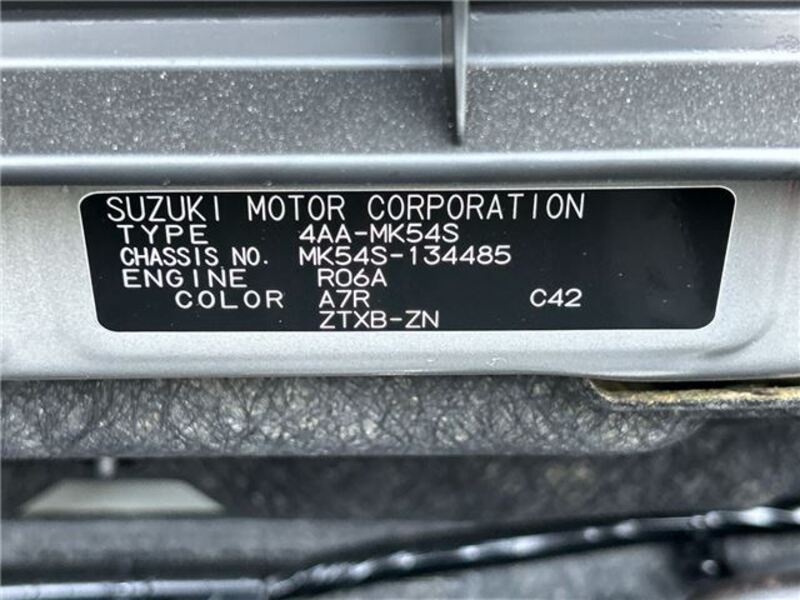 SUZUKI MOTOR CORPORATION
TYPE 4AA-MK54S
CHASSIS NO. MK54S-134485
ENGINE R06A
COLOR A7R C42
ZTXB-ZN